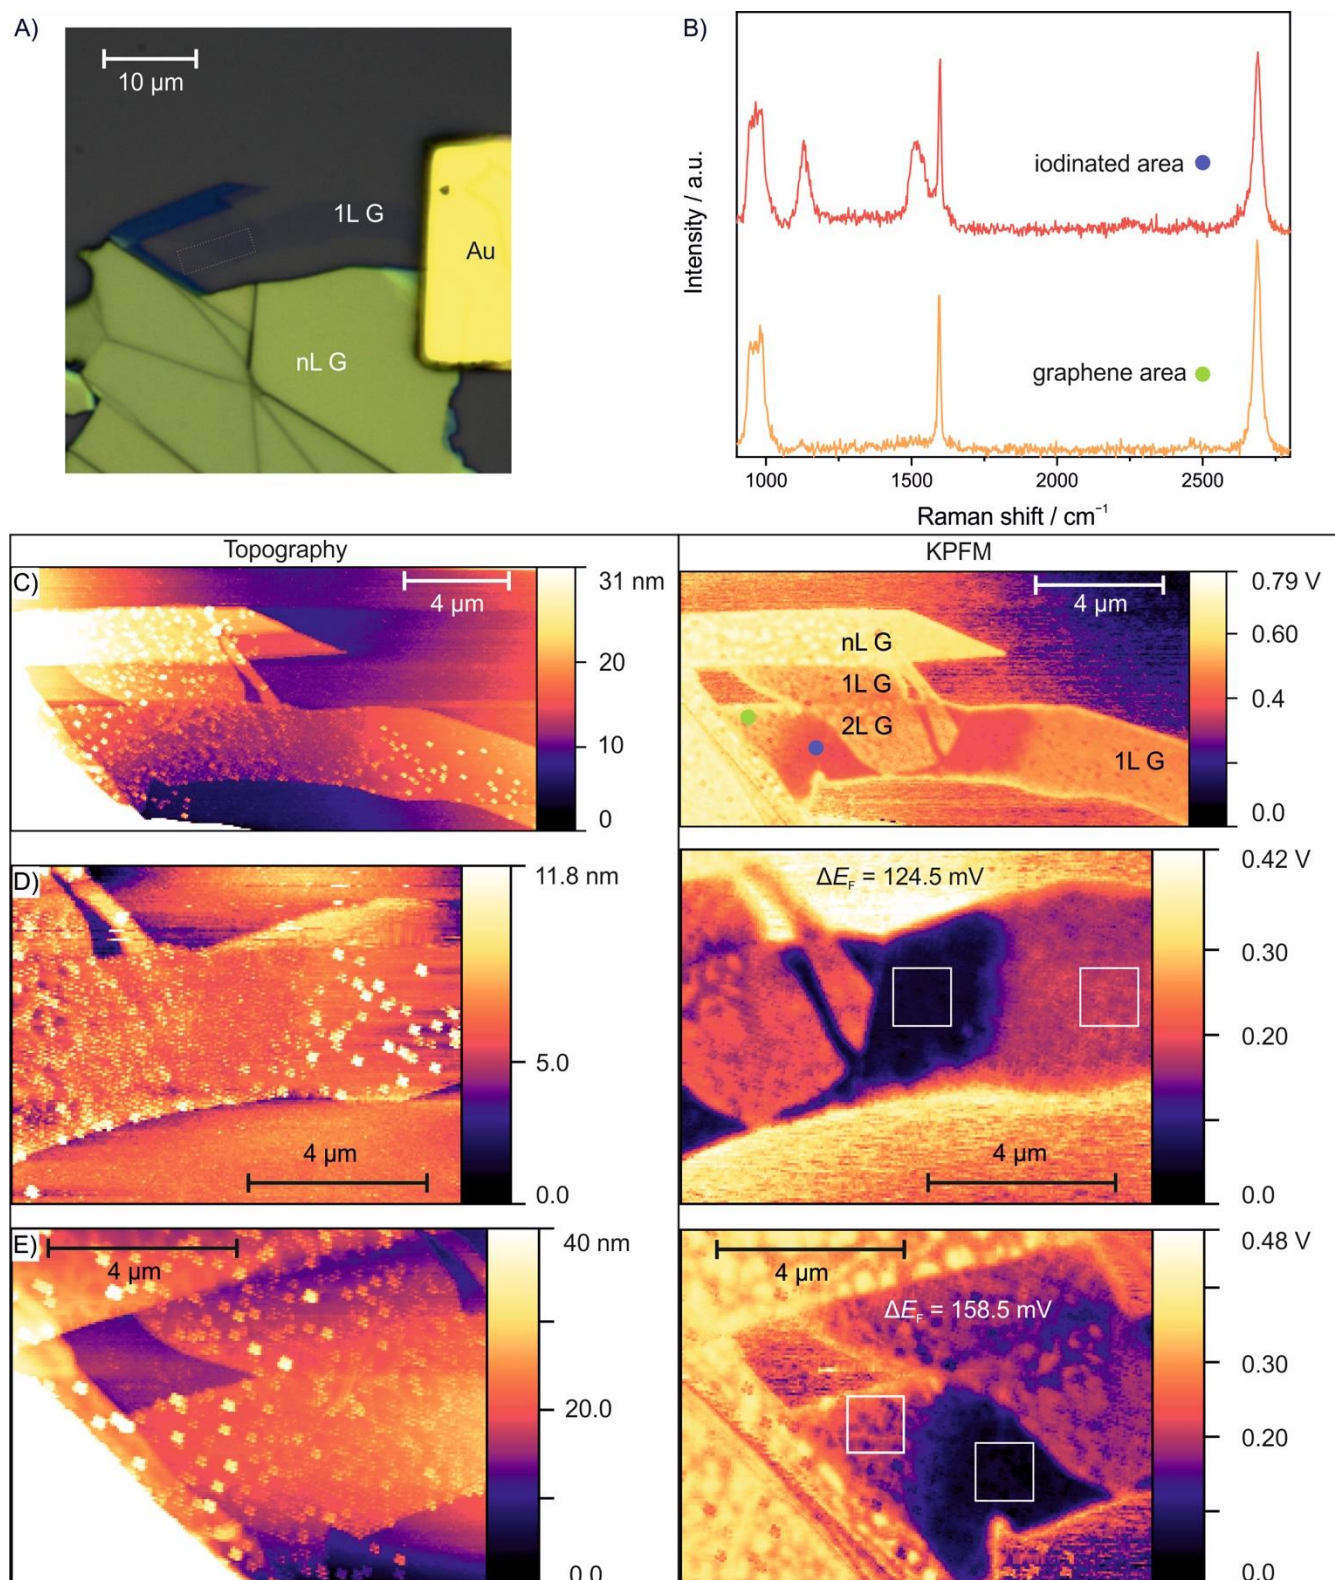 A)
10 µm
1L G
Au
nL G
B)
Intensity / a.u.
iodinated area
graphene area
1000
1500
2000
2500
Raman shift / cm⁻¹
Topography
KPFM
C)
4 µm
31 nm
20
10
0
4 µm
nL G
1L G
2L G
1L G
0.79 V
0.60
0.4
0.0
D)
4 µm
11.8 nm
5.0
0.0
ΔE_F = 124.5 mV
4 µm
0.42 V
0.30
0.20
0.0
E)
4 µm
40 nm
20.0
0.0
4 µm
ΔE_F = 158.5 mV
0.48 V
0.30
0.20
0.0